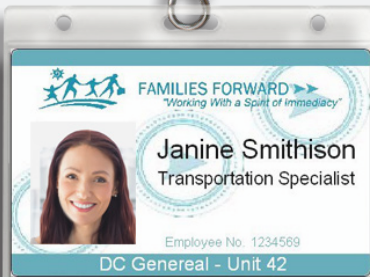 FAMILIES FORWARD
"Working With a Spirit of Immediacy"
Janine Smithison
Transportation Specialist
Employee No. 1234569
DC Genereal - Unit 42